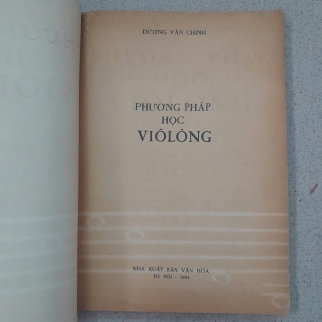 DƯƠNG VĂN CHINH
PHƯƠNG PHÁP
HỌC
VIÔLÔNG
NHÀ XUẤT BẢN VĂN HÓA
HÀ NỘI